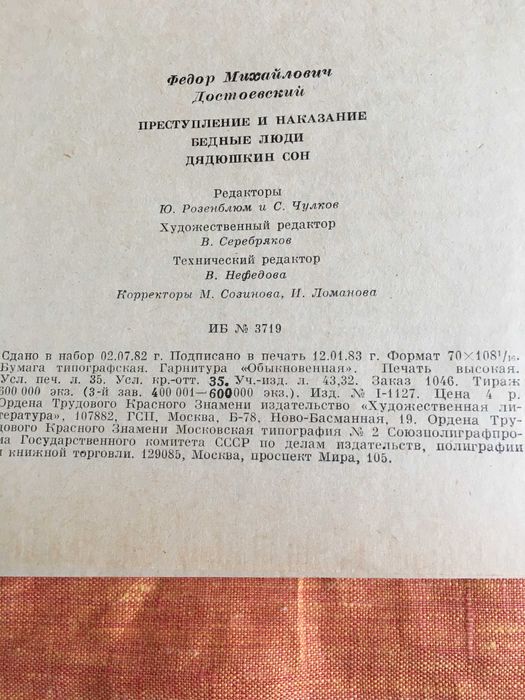 Федор Михайлович
Достоевский
ПРЕСТУПЛЕНИЕ И НАКАЗАНИЕ
БЕДНЫЕ ЛЮДИ
ДЯДЮШКИН СОН
Редакторы
Ю. Розенблюм и С. Чулков
Художественный редактор
В. Серебряков
Технический редактор
В. Нефедова
Корректоры М. Созинова, И. Ломанова
ИБ № 3719
Сдано в набор 02.07.82 г. Подписано в печать 12.01.83 г. Формат 70×108¹/₁₆.
Бумага типографская. Гарнитура «Обыкновенная». Печать высокая.
Усл. печ. л. 35. Усл. кр.-отт. 35. Уч.-изд. л. 43,32. Заказ 1046. Тираж
600 000 экз. (3-й зав. 400 001—600000 экз.). Изд. № I-1127. Цена 4 р.
Ордена Трудового Красного Знамени издательство «Художественная ли-
тература», 107882, ГСП, Москва, Б-78, Ново-Басманная, 19. Ордена Тру-
дового Красного Знамени Московская типография № 2 Союзполиграфпро-
ма Государственного комитета СССР по делам издательств, полиграфии
и книжной торговли. 129085, Москва, проспект Мира, 105.